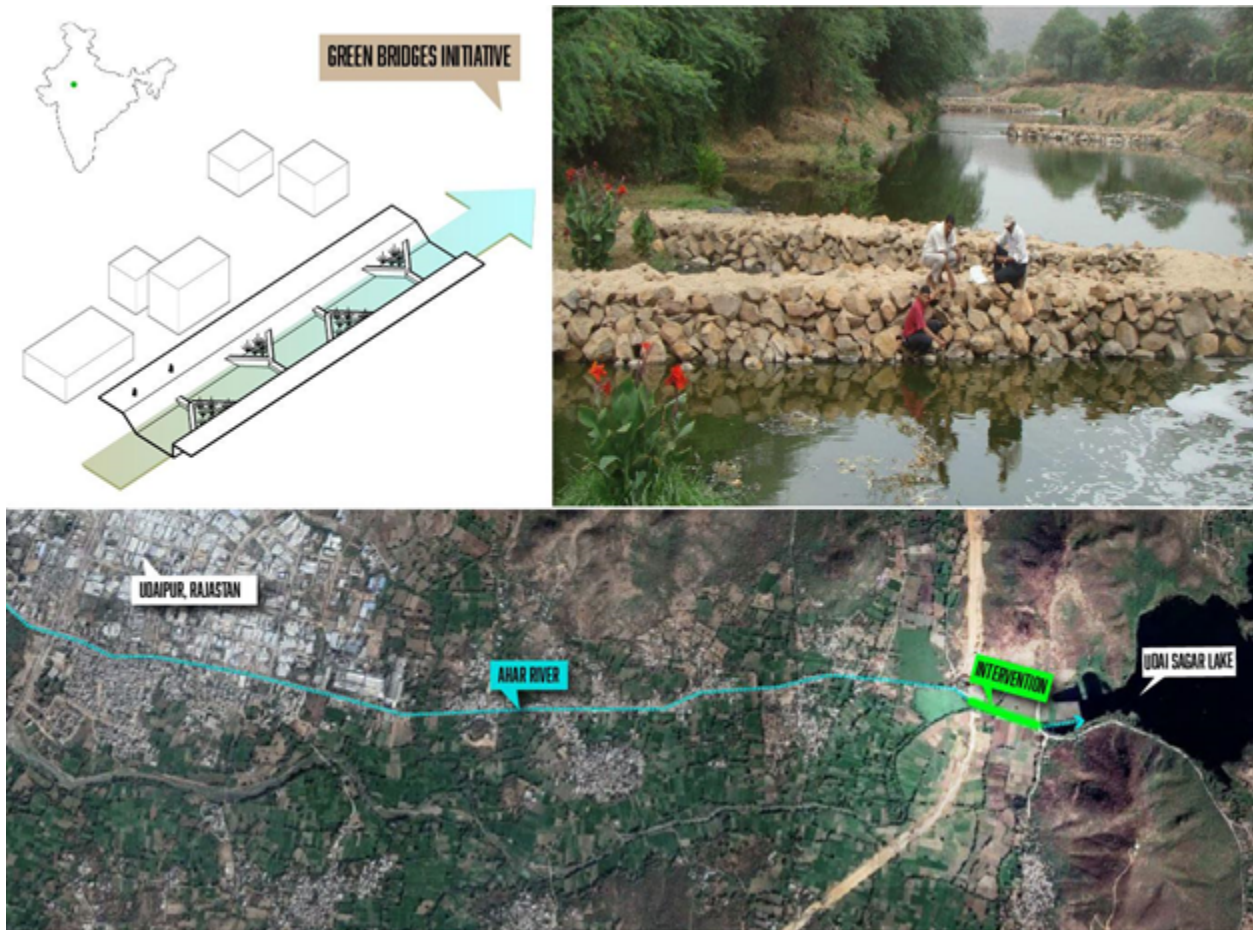 GREEN BRIDGES INITIATIVE
UDAIPUR, RAJASTAN
AHAR RIVER
INTERVENTION
UDAI SAGAR LAKE